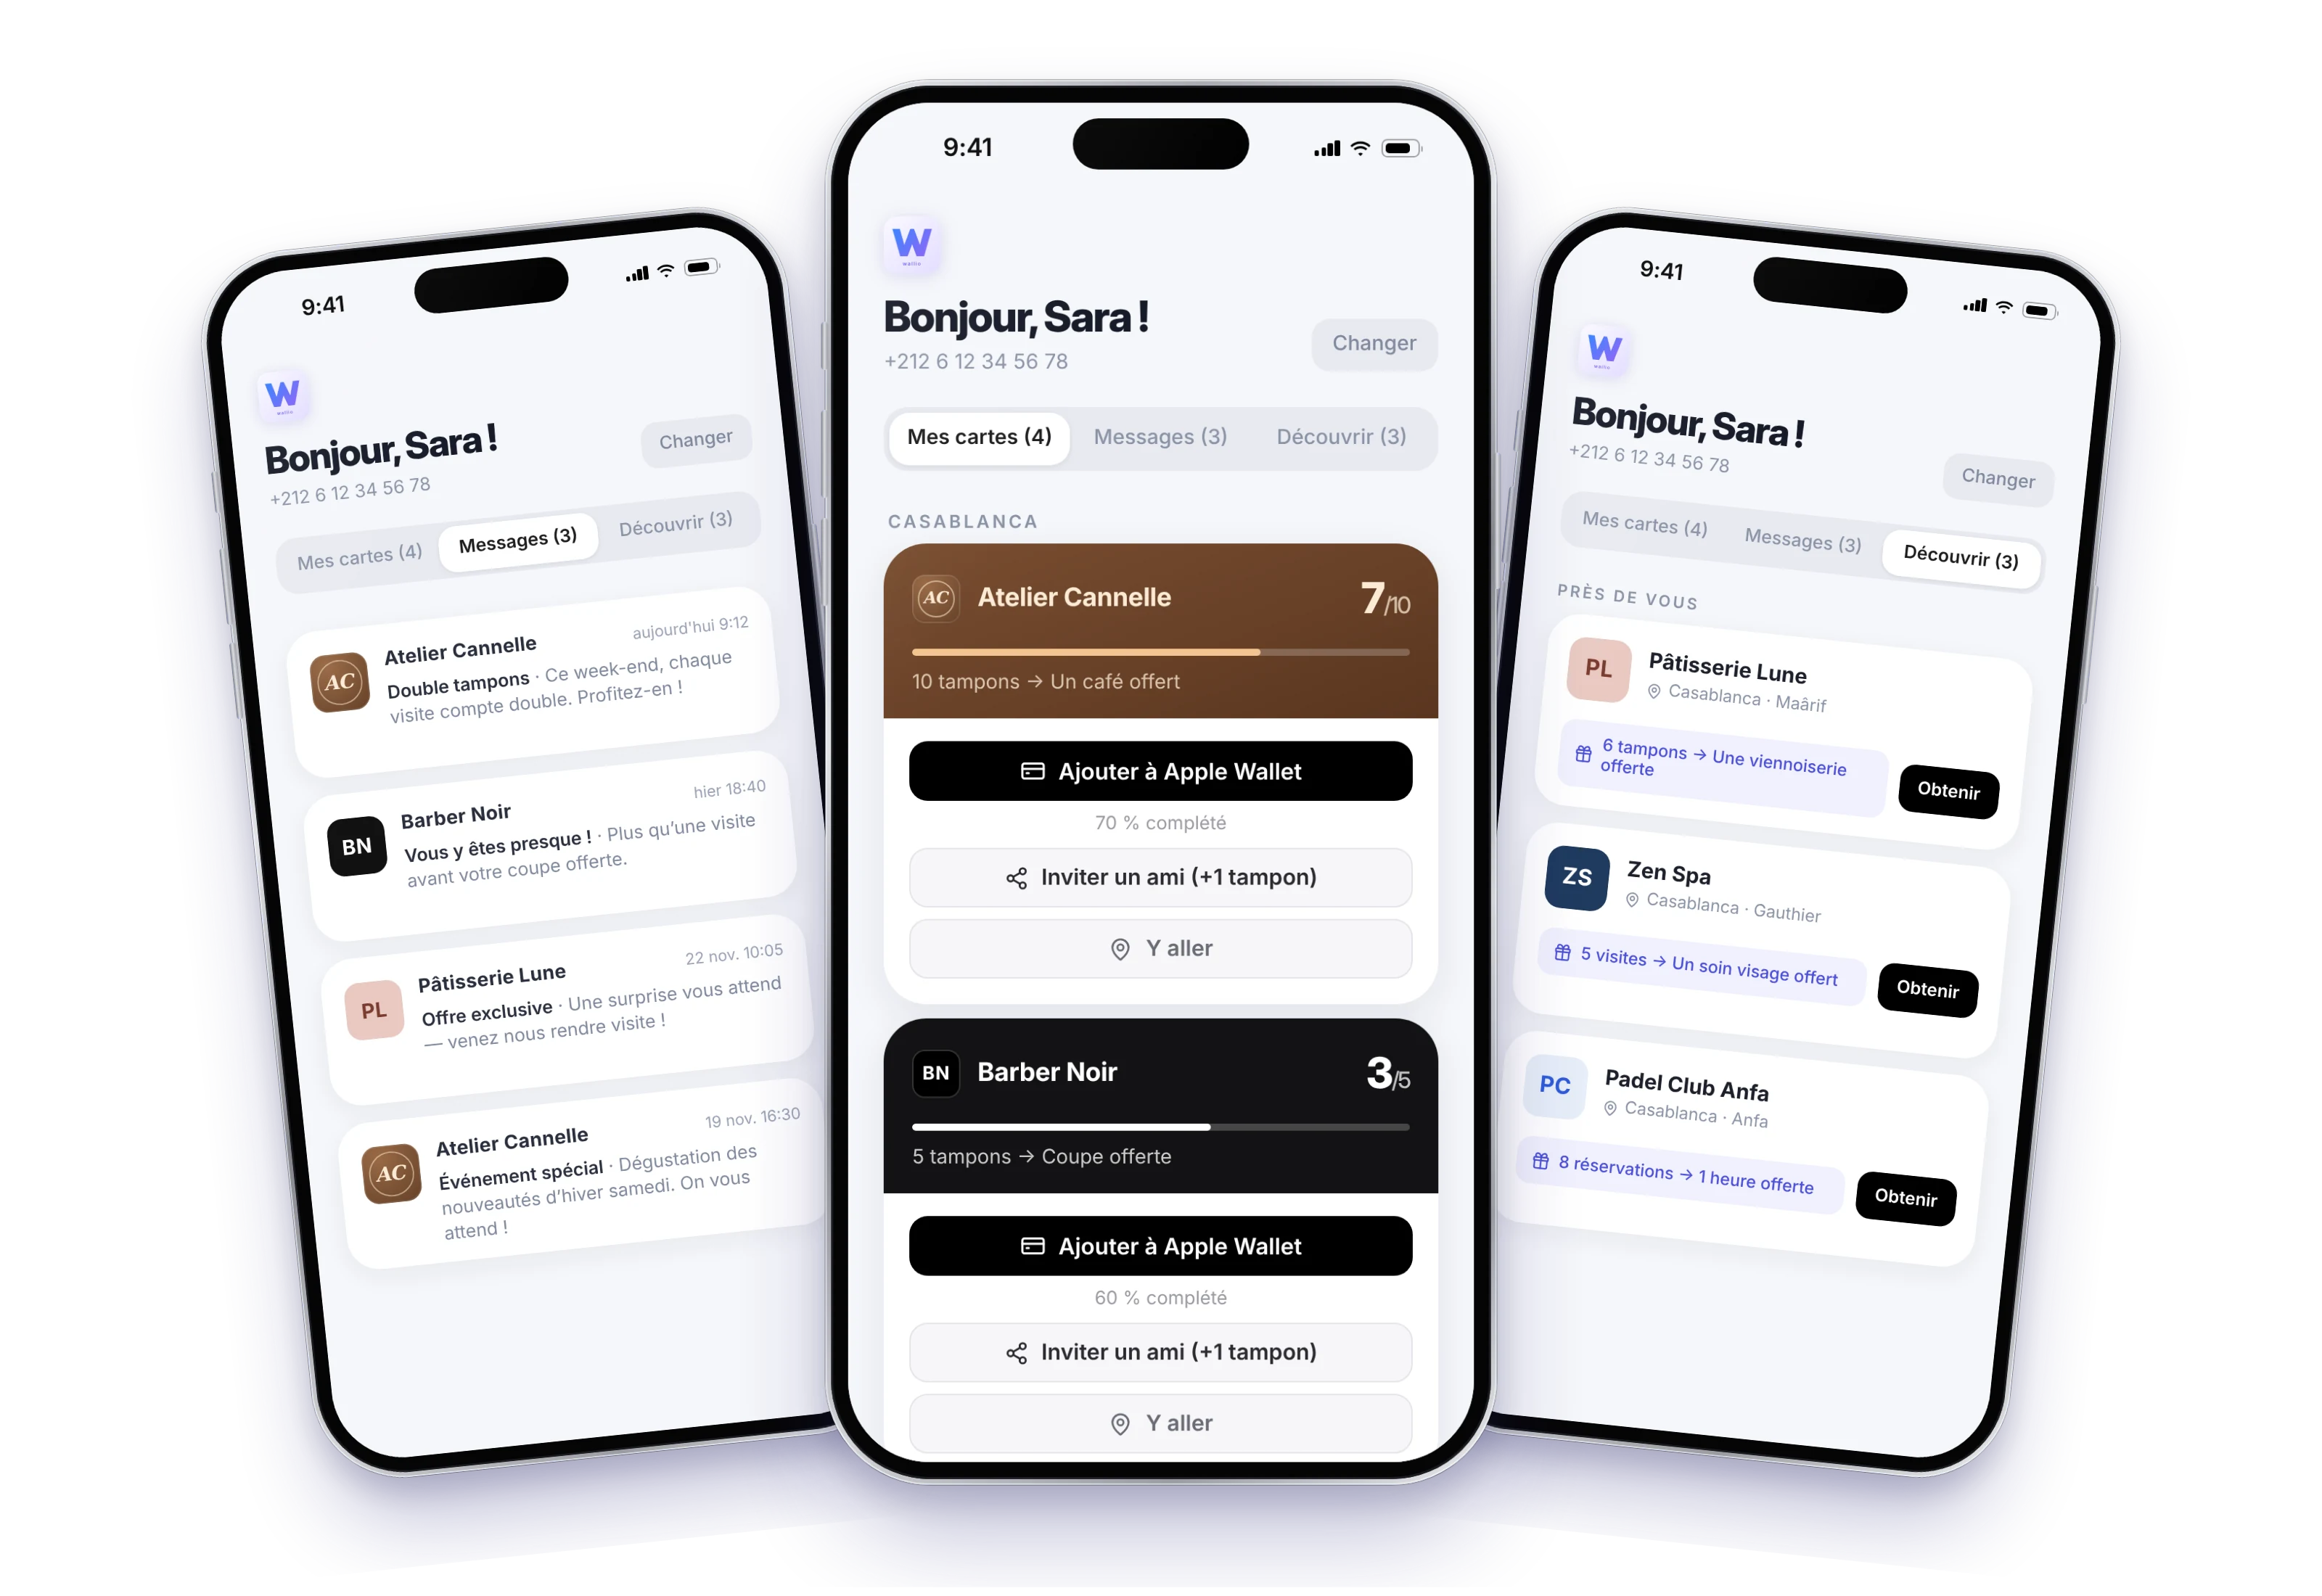 9:41
W
wallio
Bonjour, Sara !
+212 6 12 34 56 78
Changer
Mes cartes (4)
Messages (3)
Découvrir (3)
AC
Atelier Cannelle
aujourd'hui 9:12
Double tampons · Ce week-end, chaque
visite compte double. Profitez-en !
BN
Barber Noir
hier 18:40
Vous y êtes presque ! · Plus qu’une visite
avant votre coupe offerte.
PL
Pâtisserie Lune
22 nov. 10:05
Offre exclusive · Une surprise vous attend
— venez nous rendre visite !
AC
Atelier Cannelle
19 nov. 16:30
Événement spécial · Dégustation des
nouveautés d’hiver samedi. On vous
attend !
9:41
W
wallio
Bonjour, Sara !
+212 6 12 34 56 78
Changer
Mes cartes (4)
Messages (3)
Découvrir (3)
CASABLANCA
AC
Atelier Cannelle
7/10
10 tampons → Un café offert
Ajouter à Apple Wallet
70 % complété
Inviter un ami (+1 tampon)
Y aller
BN
Barber Noir
3/5
5 tampons → Coupe offerte
Ajouter à Apple Wallet
60 % complété
Inviter un ami (+1 tampon)
Y aller
9:41
W
wallio
Bonjour, Sara !
+212 6 12 34 56 78
Changer
Mes cartes (4)
Messages (3)
Découvrir (3)
PRÈS DE VOUS
PL
Pâtisserie Lune
Casablanca · Maârif
6 tampons → Une viennoiserie
offerte
Obtenir
ZS
Zen Spa
Casablanca · Gauthier
5 visites → Un soin visage offert
Obtenir
PC
Padel Club Anfa
Casablanca · Anfa
8 réservations → 1 heure offerte
Obtenir